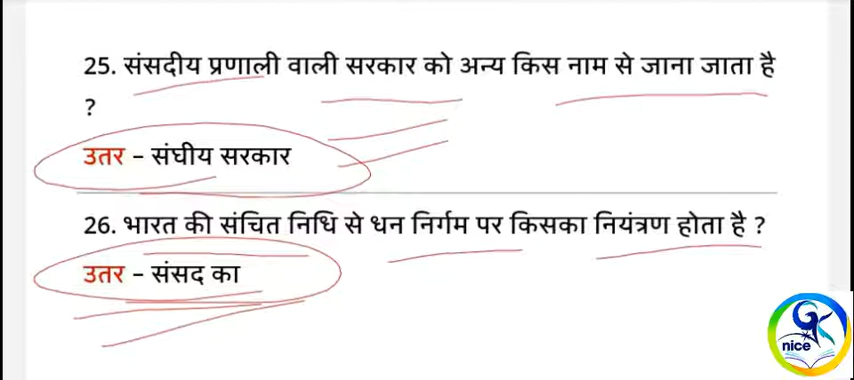 25. संसदीय प्रणाली वाली सरकार को अन्य किस नाम से जाना जाता है
?
उतर – संघीय सरकार
26. भारत की संचित निधि से धन निर्गम पर किसका नियंत्रण होता है ?
उतर – संसद का
nice